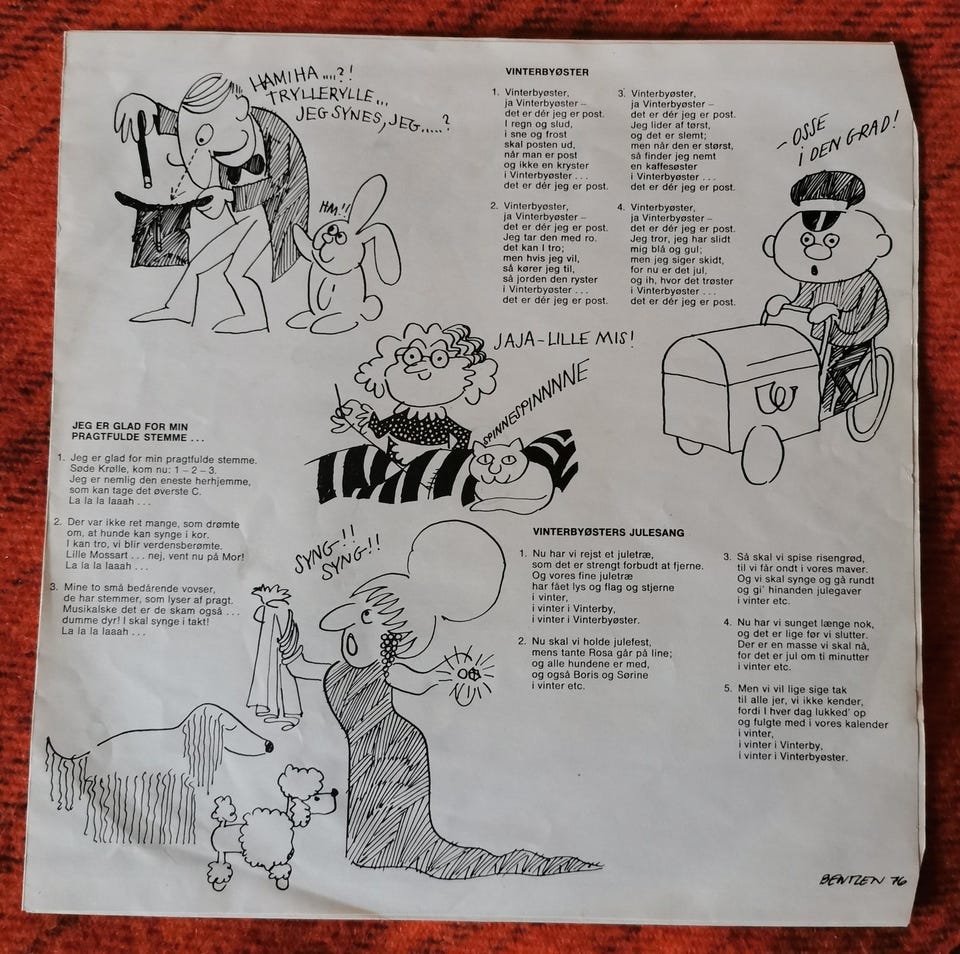 HAMIHA....?!
TRYLLERYLLE...
JEG SYNES, JEG.....?
HM!!
VINTERBYØSTER
1. Vinterbyøster,
ja Vinterbyøster –
det er dér jeg er post.
I regn og slud,
i sne og frost
skal posten ud,
når man er post
og ikke en kryster
i Vinterbyøster . . .
det er dér jeg er post.
2. Vinterbyøster,
ja Vinterbyøster –
det er dér jeg er post.
Jeg tar den med ro.
det kan I tro;
men hvis jeg vil,
så kører jeg til,
så jorden den ryster
i Vinterbyøster . . .
det er dér jeg er post.
3. Vinterbyøster,
ja Vinterbyøster –
det er dér jeg er post.
Jeg lider af tørst,
og det er slemt;
men når den er størst,
så finder jeg nemt
en kaffesøster
i Vinterbyøster . . .
det er dér jeg er post.
4. Vinterbyøster,
ja Vinterbyøster –
det er dér jeg er post.
Jeg tror, jeg har slidt
mig blå og gul;
men jeg siger skidt,
for nu er det jul,
og ih, hvor det trøster
i Vinterbyøster . . .
det er dér jeg er post.
– OSSE
i DEN GRAD!
JAJA – LILLE MIS!
SPINNESPINNNNE
JEG ER GLAD FOR MIN
PRAGTFULDE STEMME . . .
1. Jeg er glad for min pragtfulde stemme.
Søde Krølle, kom nu: 1 – 2 – 3.
Jeg er nemlig den eneste herhjemme,
som kan tage det øverste C.
La la la laaah . . .
2. Der var ikke ret mange, som drømte
om, at hunde kan synge i kor.
I kan tro, vi blir verdensberømte.
Lille Mossart . . . nej, vent nu på Mor!
La la la laaah . . .
3. Mine to små bedårende vovser,
de har stemmer, som lyser af pragt.
Musikalske det er de skam også . . .
dumme dyr! I skal synge i takt!
La la la laaah . . .
SYNG!!
SYNG!!
VINTERBYØSTERS JULESANG
1. Nu har vi rejst et juletræ,
som det er strengt forbudt at fjerne.
Og vores fine juletræ
har fået lys og flag og stjerne
i vinter,
i vinter i Vinterby,
i vinter i Vinterbyøster.
2. Nu skal vi holde julefest,
mens tante Rosa går på line;
og alle hundene er med,
og også Boris og Sørine
i vinter etc.
3. Så skal vi spise risengrød,
til vi får ondt i vores maver.
Og vi skal synge og gå rundt
og gi' hinanden julegaver
i vinter etc.
4. Nu har vi sunget længe nok,
og det er lige før vi slutter.
Der er en masse vi skal nå,
for det er jul om ti minutter
i vinter etc.
5. Men vi vil lige sige tak
til alle jer, vi ikke kender,
fordi I hver dag lukked' op
og fulgte med i vores kalender
i vinter,
i vinter i Vinterby,
i vinter i Vinterbyøster.
BENTZEN 76